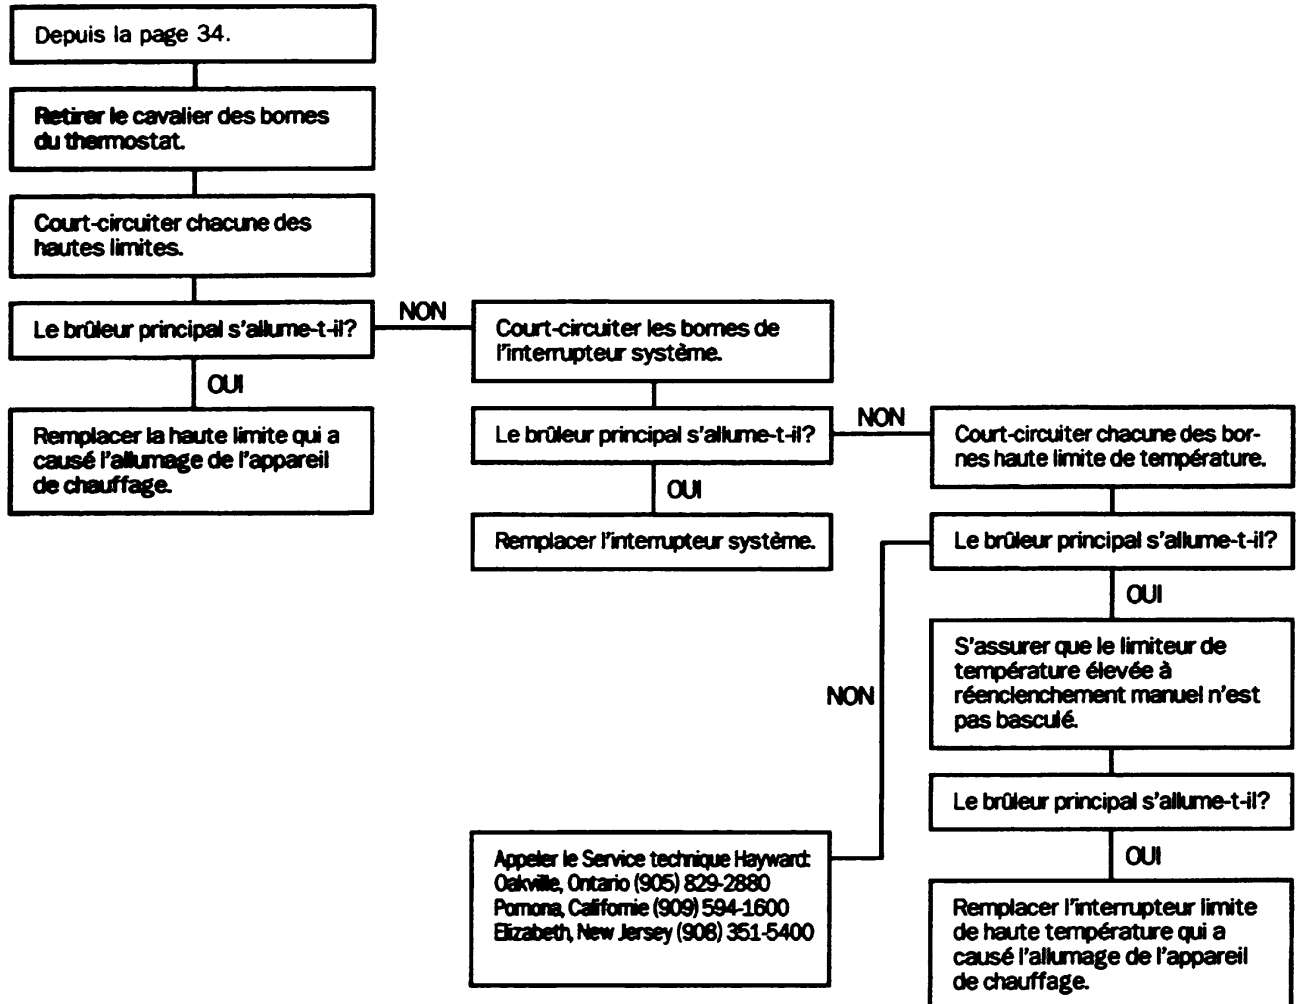 Depuis la page 34.
Retirer le cavalier des bornes
du thermostat.
Court-circuiter chacune des
hautes limites.
Le brûleur principal s'allume-t-il?
NON
OUI
Remplacer la haute limite qui a
causé l'allumage de l'appareil
de chauffage.
Court-circuiter les bornes de
l'interrupteur système.
Le brûleur principal s'allume-t-il?
NON
OUI
Remplacer l'interrupteur système.
Court-circuiter chacune des bor-
nes haute limite de température.
Le brûleur principal s'allume-t-il?
OUI
NON
S'assurer que le limiteur de
température élevée à
réenclenchement manuel n'est
pas basculé.
Le brûleur principal s'allume-t-il?
OUI
Remplacer l'interrupteur limite
de haute température qui a
causé l'allumage de l'appareil
de chauffage.
Appeler le Service technique Hayward:
Oakville, Ontario (905) 829-2880
Pomona, Californie (909) 594-1600
Elizabeth, New Jersey (908) 351-5400